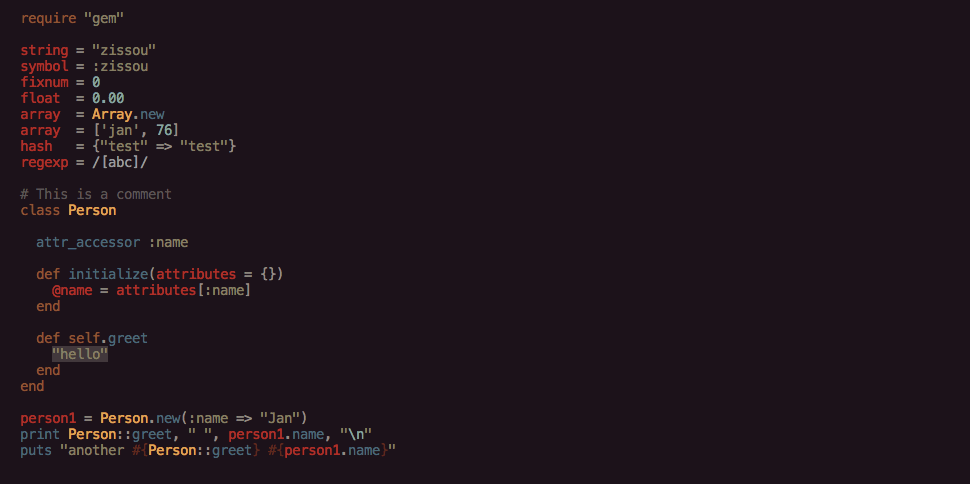 require "gem"

string = "zissou"
symbol = :zissou
fixnum = 0
float  = 0.00
array  = Array.new
array  = ['jan', 76]
hash   = {"test" => "test"}
regexp = /[abc]/

# This is a comment
class Person

  attr_accessor :name

  def initialize(attributes = {})
    @name = attributes[:name]
  end

  def self.greet
    "hello"
  end
end

person1 = Person.new(:name => "Jan")
print Person::greet, " ", person1.name, "\n"
puts "another #{Person::greet} #{person1.name}"